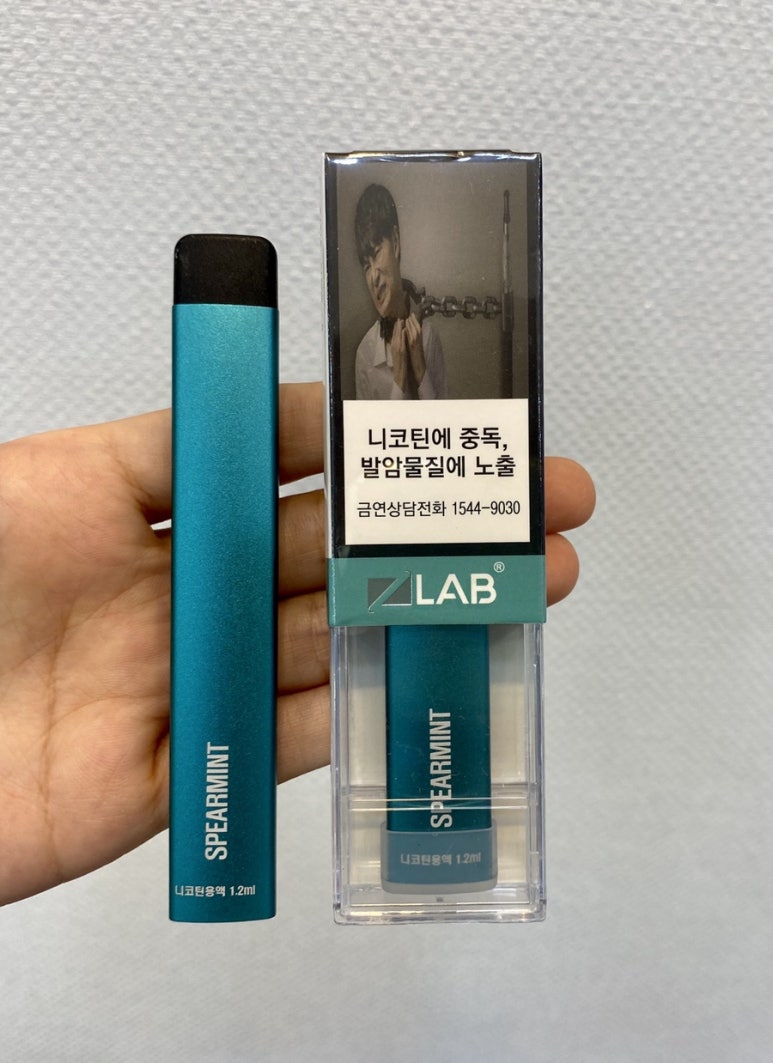 SPEARMINT
니코틴용액 1.2ml
니코틴에 중독,
발암물질에 노출
금연상담전화 1544-9030
ZLAB®
SPEARMINT
니코틴용액 1.2ml